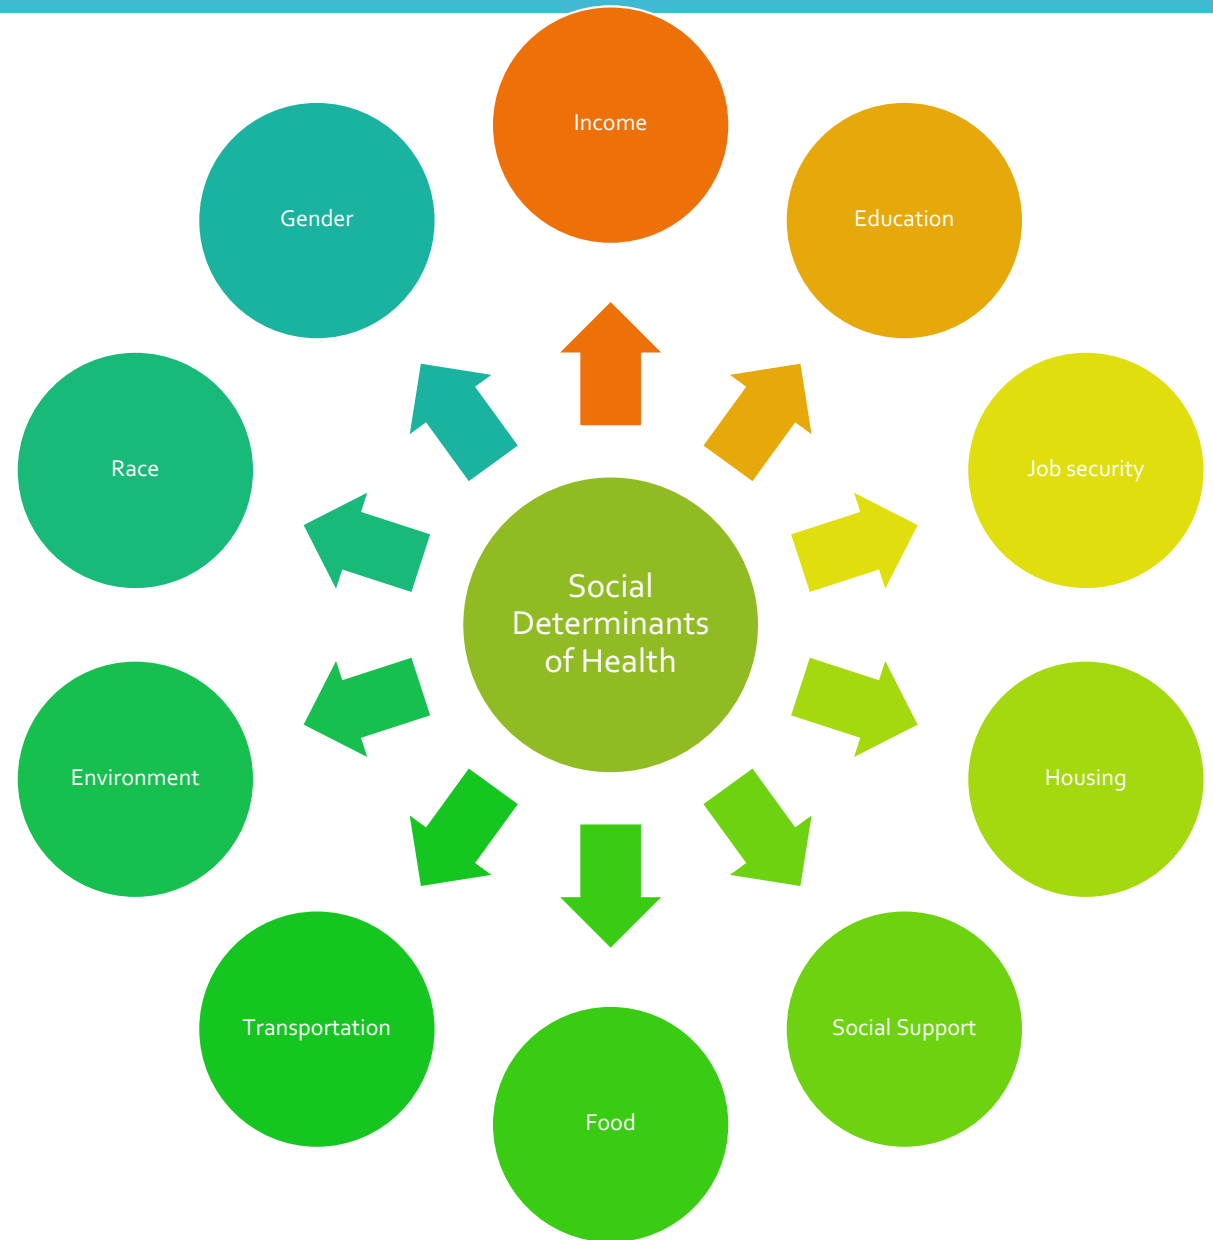 Income
Gender
Education
Race
Job security
Social
Determinants
of Health
Environment
Housing
Transportation
Social Support
Food